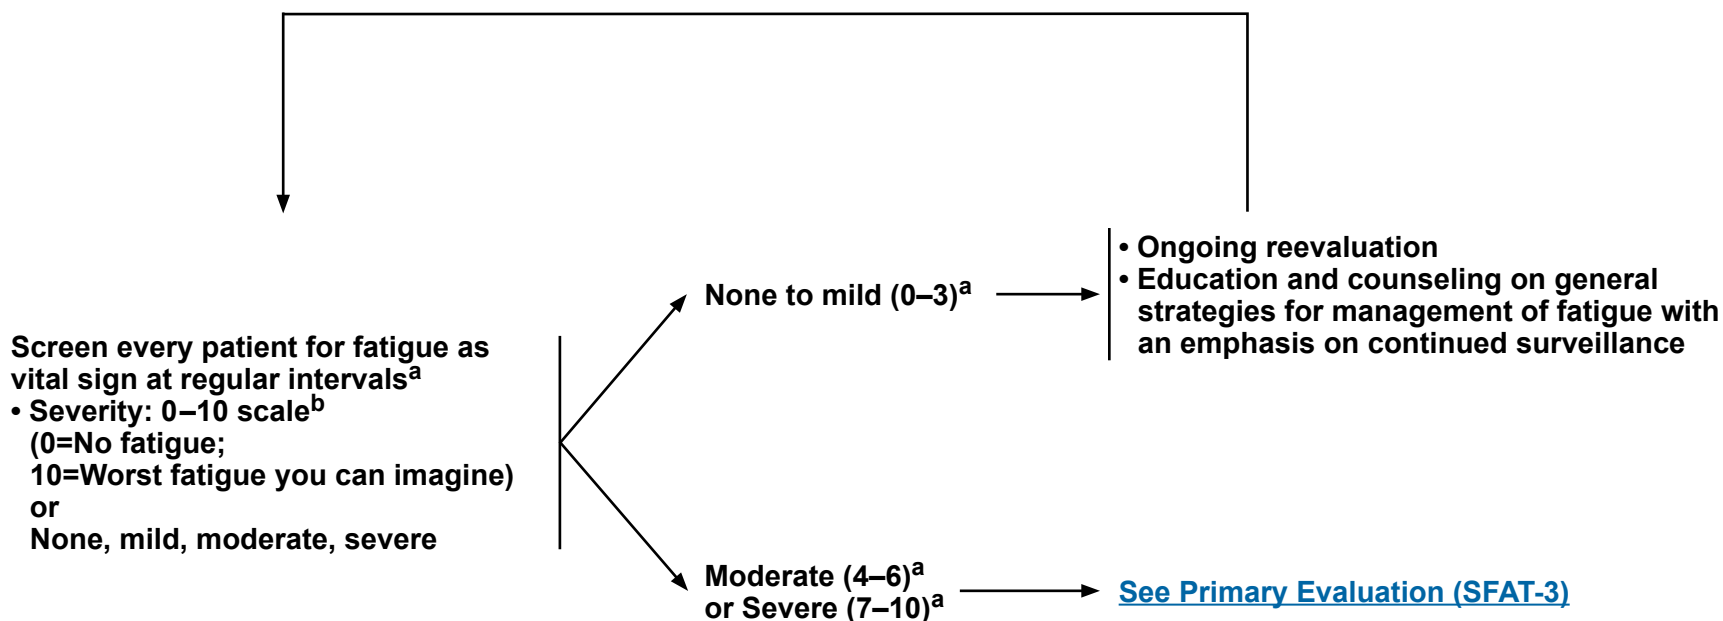 Screen every patient for fatigue as
vital sign at regular intervalsa
• Severity: 0–10 scaleb
(0=No fatigue;
10=Worst fatigue you can imagine)
or
None, mild, moderate, severe
None to mild (0–3)a
• Ongoing reevaluation
• Education and counseling on general
strategies for management of fatigue with
an emphasis on continued surveillance
Moderate (4–6)a
or Severe (7–10)a
See Primary Evaluation (SFAT-3)